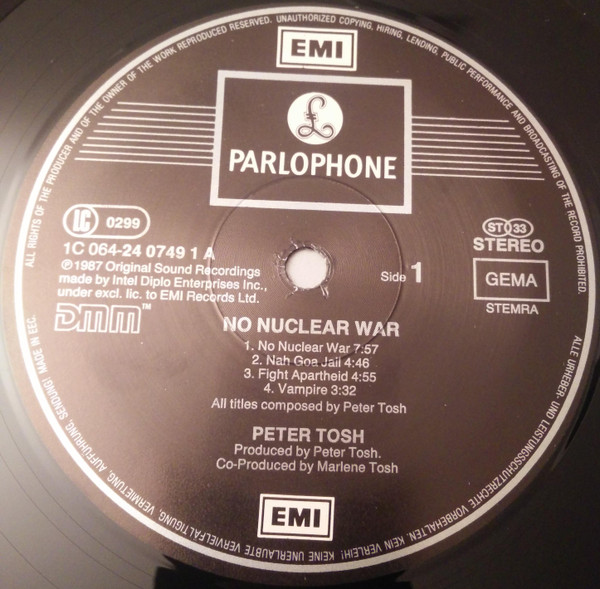 ALL RIGHTS OF THE PRODUCER AND OF THE OWNER OF THE WORK REPRODUCED RESERVED. UNAUTHORIZED COPYING, HIRING, LENDING, PUBLIC PERFORMANCE AND BROADCASTING OF THE RECORD PROHIBITED.
EMI
£
PARLOPHONE
LC 0299
1C 064-24 0749 1 A
℗1987 Original Sound Recordings
made by Intel Diplo Enterprises Inc.,
under excl. lic. to EMI Records Ltd.
DMM™
ST 33
STEREO
Side 1
GEMA
STEMRA
NO NUCLEAR WAR
1. No Nuclear War 7:57
2. Nah Goa Jail 4:46
3. Fight Apartheid 4:55
4. Vampire 3:32
All titles composed by Peter Tosh
PETER TOSH
Produced by Peter Tosh.
Co-Produced by Marlene Tosh
EMI
ALLE URHEBER- UND LEISTUNGSSCHUTZRECHTE VORBEHALTEN. KEIN VERLEIH! KEINE UNERLAUBTE VERVIELFÄLTIGUNG, VERMIETUNG, AUFFÜHRUNG, SENDUNG! MADE IN EEC.